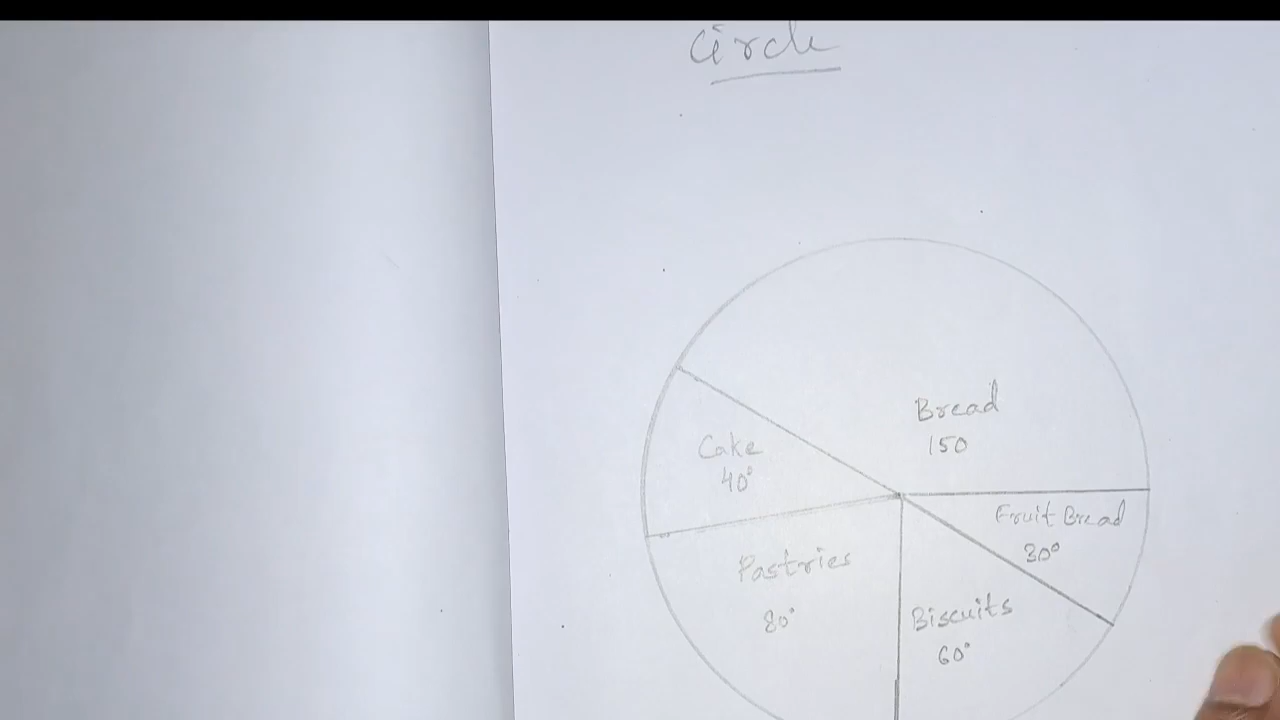 Circle
Bread
150
Cake
40°
Fruit Bread
30°
Pastries
80°
Biscuits
60°